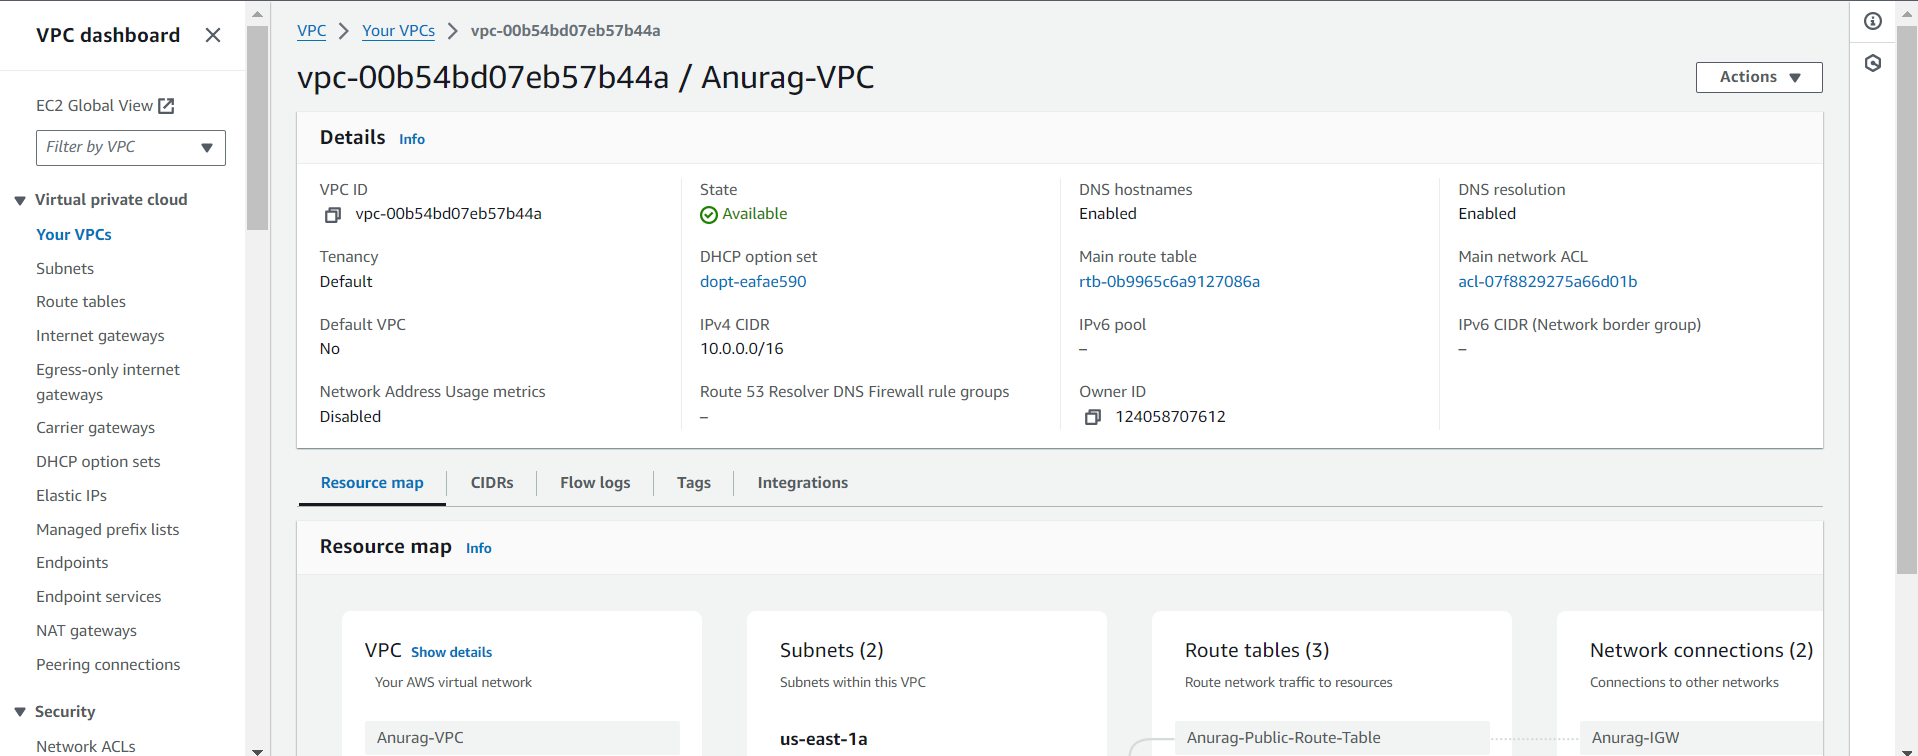 VPC dashboard
EC2 Global View
Filter by VPC
Virtual private cloud
Your VPCs
Subnets
Route tables
Internet gateways
Egress-only internet
gateways
Carrier gateways
DHCP option sets
Elastic IPs
Managed prefix lists
Endpoints
Endpoint services
NAT gateways
Peering connections
Security
Network ACLs
VPC > Your VPCs > vpc-00b54bd07eb57b44a
vpc-00b54bd07eb57b44a / Anurag-VPC
Actions
Details Info
VPC ID
vpc-00b54bd07eb57b44a
State
Available
DNS hostnames
Enabled
DNS resolution
Enabled
Tenancy
Default
DHCP option set
dopt-eafae590
Main route table
rtb-0b9965c6a9127086a
Main network ACL
acl-07f8829275a66d01b
Default VPC
No
IPv4 CIDR
10.0.0.0/16
IPv6 pool
–
IPv6 CIDR (Network border group)
–
Network Address Usage metrics
Disabled
Route 53 Resolver DNS Firewall rule groups
–
Owner ID
124058707612
Resource map
CIDRs
Flow logs
Tags
Integrations
Resource map Info
VPC Show details
Your AWS virtual network
Anurag-VPC
Subnets (2)
Subnets within this VPC
us-east-1a
Route tables (3)
Route network traffic to resources
Anurag-Public-Route-Table
Network connections (2)
Connections to other networks
Anurag-IGW